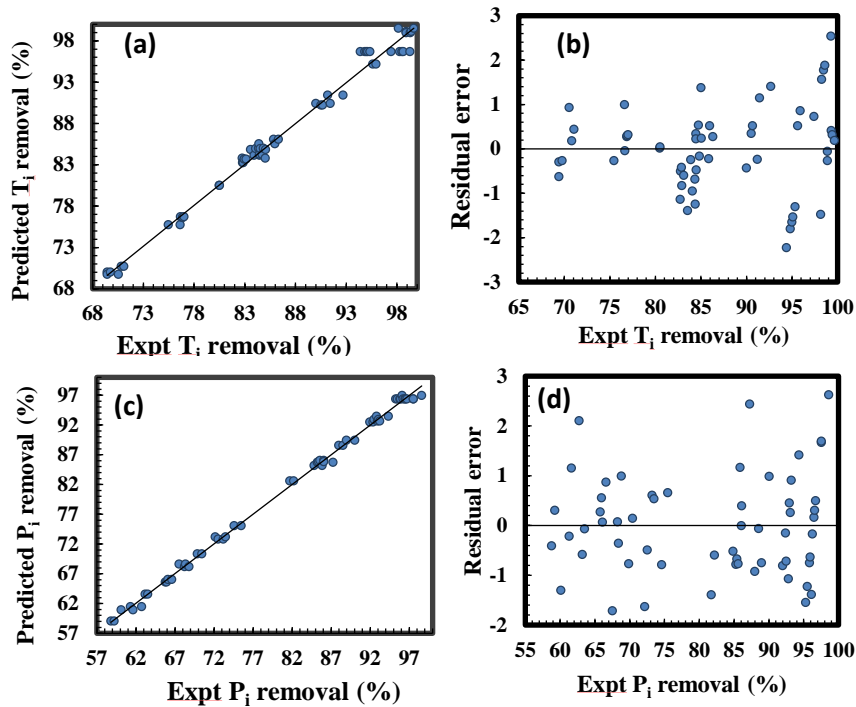 (a)
98
93
88
83
78
73
68
68 73 78 83 88 93 98
Predicted Ti removal (%)
Expt Ti removal (%)
(b)
3
2
1
0
-1
-2
-3
65 70 75 80 85 90 95 100
Residual error
Expt Ti removal (%)
(c)
97
92
87
82
77
72
67
62
57
57 62 67 72 77 82 87 92 97
Predicted Pi removal (%)
Expt Pi removal (%)
(d)
3
2
1
0
-1
-2
55 60 65 70 75 80 85 90 95 100
Residual error
Expt Pi removal (%)